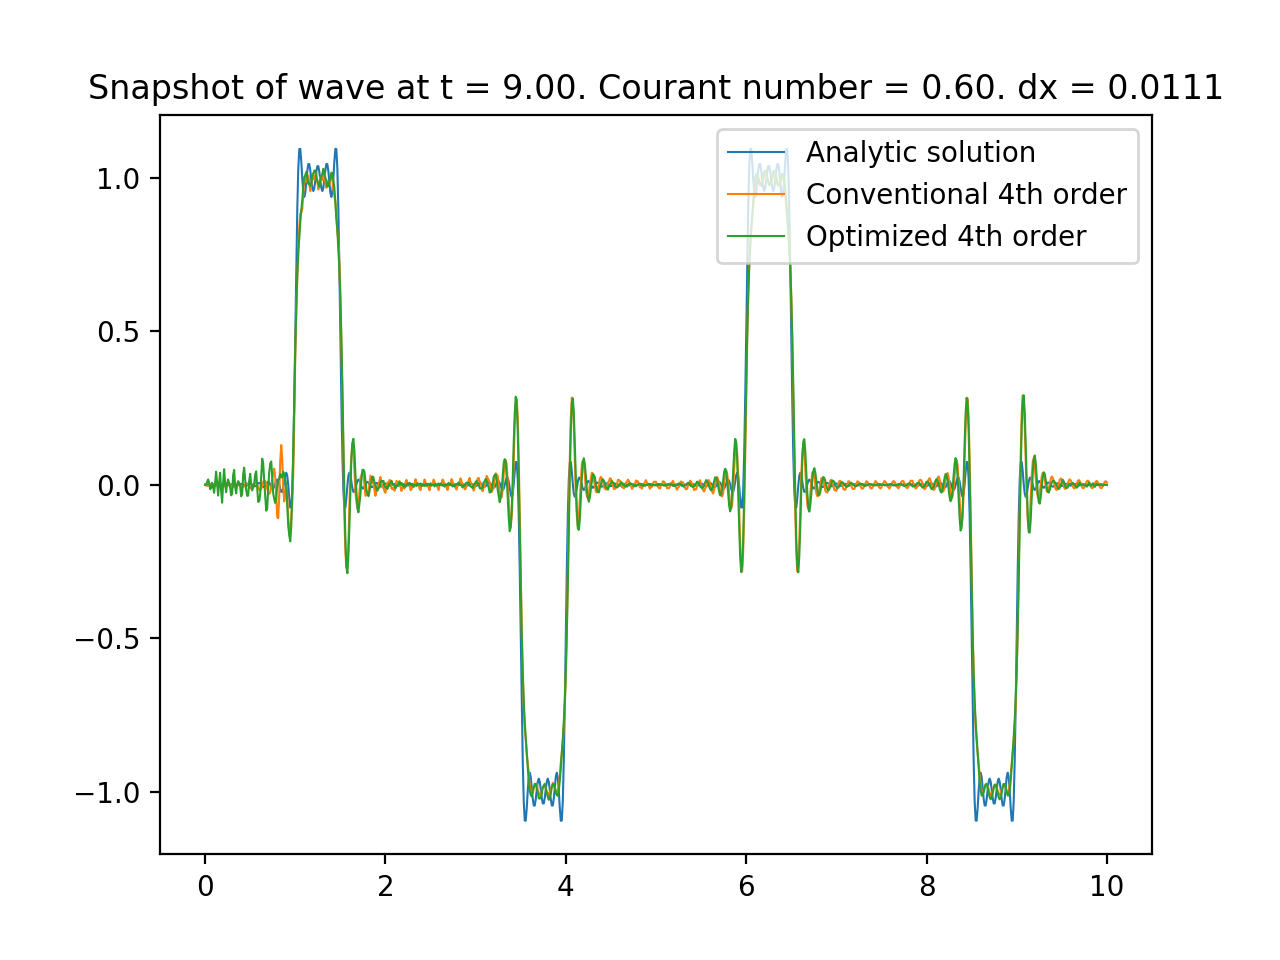 Snapshot of wave at t = 9.00. Courant number = 0.60. dx = 0.0111
Analytic solution
Conventional 4th order
Optimized 4th order
1.0
0.5
0.0
−0.5
−1.0
0 2 4 6 8 10